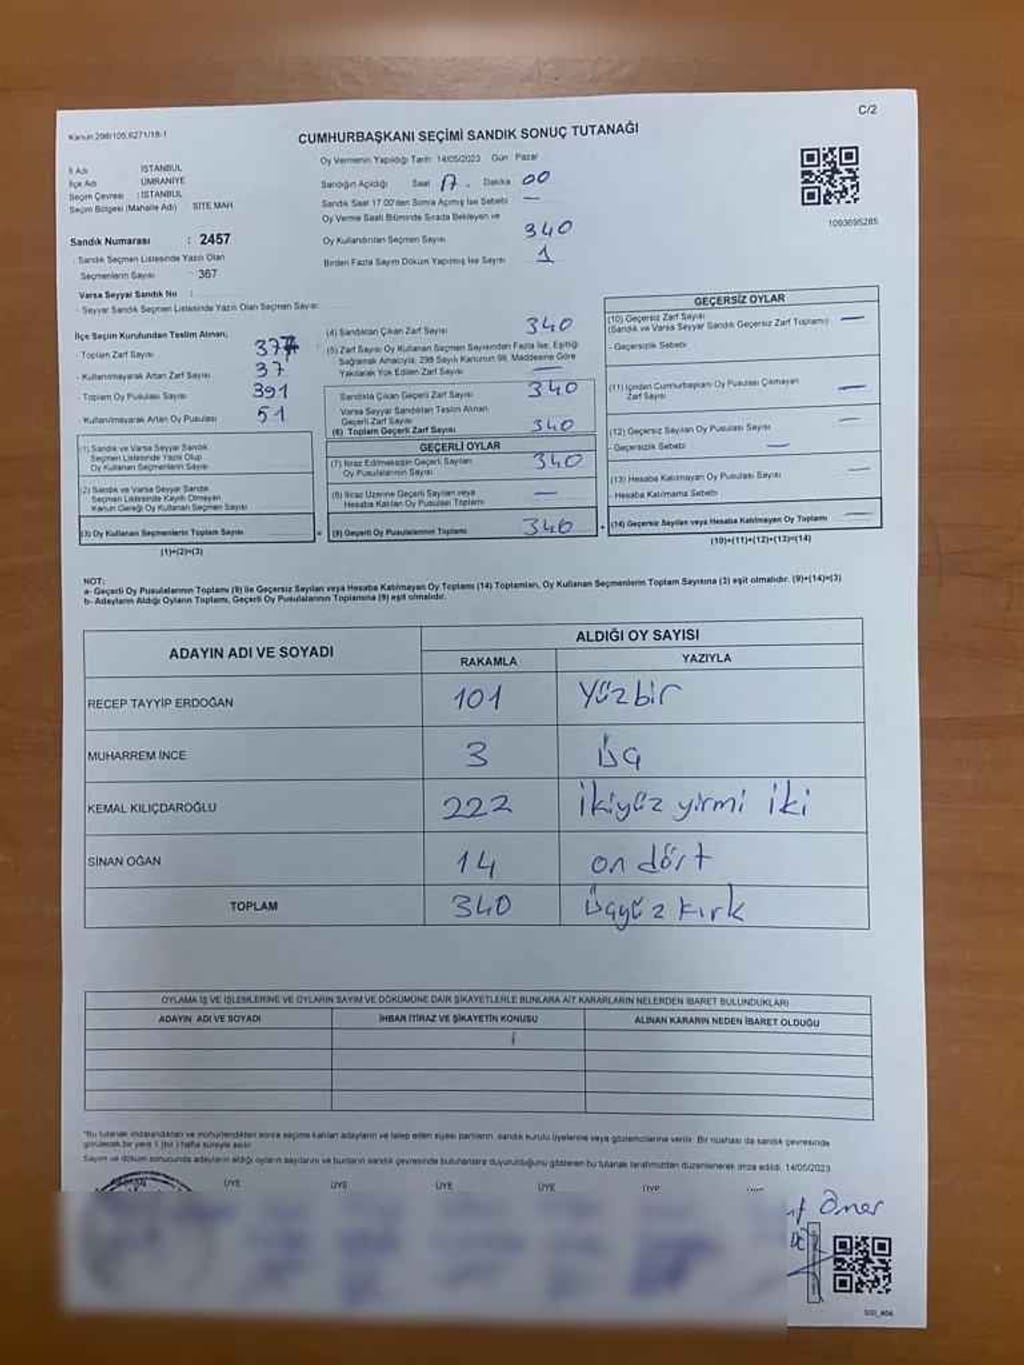 C/2
Kanun 298/105,6271/18-1
CUMHURBAŞKANI SEÇİMİ SANDIK SONUÇ TUTANAĞI
İl Adı İSTANBUL
İlçe Adı ÜMRANİYE
Seçim Çevresi : İSTANBUL
Seçim Bölgesi (Mahalle Adı) SİTE MAH.
Oy Vermenin Yapıldığı Tarih: 14/05/2023 Gün: Pazar
Sandığın Açıldığı Saat 17. Dakika 00
Sandık Saat 17.00'den Sonra Açılmış İse Sebebi —
Oy Verme Saati Bitiminde Sırada Bekleyen ve
Oy Kullandırılan Seçmen Sayısı 340
Birden Fazla Sayım Döküm Yapılmış İse Sayısı 1
1093695285
Sandık Numarası : 2457
Sandık Seçmen Listesinde Yazılı Olan
Seçmenlerin Sayısı 367
Varsa Seyyar Sandık No :
- Seyyar Sandık Seçmen Listesinde Yazılı Olan Seçmen Sayısı:
İlçe Seçim Kurulundan Teslim Alınan;
- Toplam Zarf Sayısı 377
- Kullanılmayarak Artan Zarf Sayısı 37
- Toplam Oy Pusulası Sayısı 391
- Kullanılmayarak Artan Oy Pusulası 51
(1) Sandık ve Varsa Seyyar Sandık
Seçmen Listesinde Yazılı Olup
Oy Kullanan Seçmenlerin Sayısı
(2) Sandık ve Varsa Seyyar Sandık
Seçmen Listesinde Kayıtlı Olmayan
Kanun Gereği Oy Kullanan Seçmen Sayısı
(3) Oy Kullanan Seçmenlerin Toplam Sayısı
(1)+(2)=(3)
(4) Sandıktan Çıkan Zarf Sayısı 340
(5) Zarf Sayısı Oy Kullanan Seçmen Sayısından Fazla İse, Eşitliği
Sağlamak Amacıyla, 298 Sayılı Kanunun 98. Maddesine Göre
Yakılarak Yok Edilen Zarf Sayısı —
Sandıkta Çıkan Geçerli Zarf Sayısı 340
Varsa Seyyar Sandıktan Teslim Alınan
Geçerli Zarf Sayısı
(6) Toplam Geçerli Zarf Sayısı 340
GEÇERLİ OYLAR
(7) İtiraz Edilmeksizin Geçerli Sayılan
Oy Pusulalarının Sayısı 340
(8) İtiraz Üzerine Geçerli Sayılan veya
Hesaba Katılan Oy Pusulası Toplamı —
(9) Geçerli Oy Pusulalarının Toplamı 340
GEÇERSİZ OYLAR
(10) Geçersiz Zarf Sayısı —
(Sandık ve Varsa Seyyar Sandık Geçersiz Zarf Toplamı)
- Geçersizlik Sebebi
(11) İçinden Cumhurbaşkanı Oy Pusulası Çıkmayan —
Zarf Sayısı
(12) Geçersiz Sayılan Oy Pusulası Sayısı —
- Geçersizlik Sebebi —
(13) Hesaba Katılmayan Oy Pusulası Sayısı —
- Hesaba Katılmama Sebebi
(14) Geçersiz Sayılan veya Hesaba Katılmayan Oy Toplamı —
(10)+(11)+(12)+(13)=(14)
NOT:
a- Geçerli Oy Pusulalarının Toplamı (9) ile Geçersiz Sayılan veya Hesaba Katılmayan Oy Toplamı (14) Toplamları, Oy Kullanan Seçmenlerin Toplam Sayısına (3) eşit olmalıdır. (9)+(14)=(3)
b- Adayların Aldığı Oyların Toplamı, Geçerli Oy Pusulalarının Toplamına (9) eşit olmalıdır.
ADAYIN ADI VE SOYADI ALDIĞI OY SAYISI
RAKAMLA YAZIYLA
RECEP TAYYİP ERDOĞAN 101 Yüzbir
MUHARREM İNCE 3 Üç
KEMAL KILIÇDAROĞLU 222 İkiyüz yirmi iki
SİNAN OĞAN 14 on dört
TOPLAM 340 Üçyüz kırk
OYLAMA İŞ VE İŞLEMLERİNE VE OYLARIN SAYIM VE DÖKÜMÜNE DAİR ŞİKAYETLERLE BUNLARA AİT KARARLARIN NELERDEN İBARET BULUNDUKLARI
ADAYIN ADI VE SOYADI İHBAR İTİRAZ VE ŞİKAYETİN KONUSU ALINAN KARARIN NEDEN İBARET OLDUĞU
*Bu tutanak imzalandıktan ve mühürlendikten sonra seçime katılan adayların ve talep eden siyasi partilerin, sandık kurulu üyelerine veya gözlemcilerine verilir. Bir nüshası da sandık çevresinde
görülecek bir yere 1 (bir) hafta süreyle asılır.
Sayım ve döküm sonucunda adayların aldığı oyların sayılarını ve bunların sandık çevresinde bulunanlara duyurulduğunu gösteren bu tutanak tarafımızdan düzenlenerek imza edildi. 14/05/2023
ÜYE ÜYE ÜYE ÜYE ÜYE
Öner